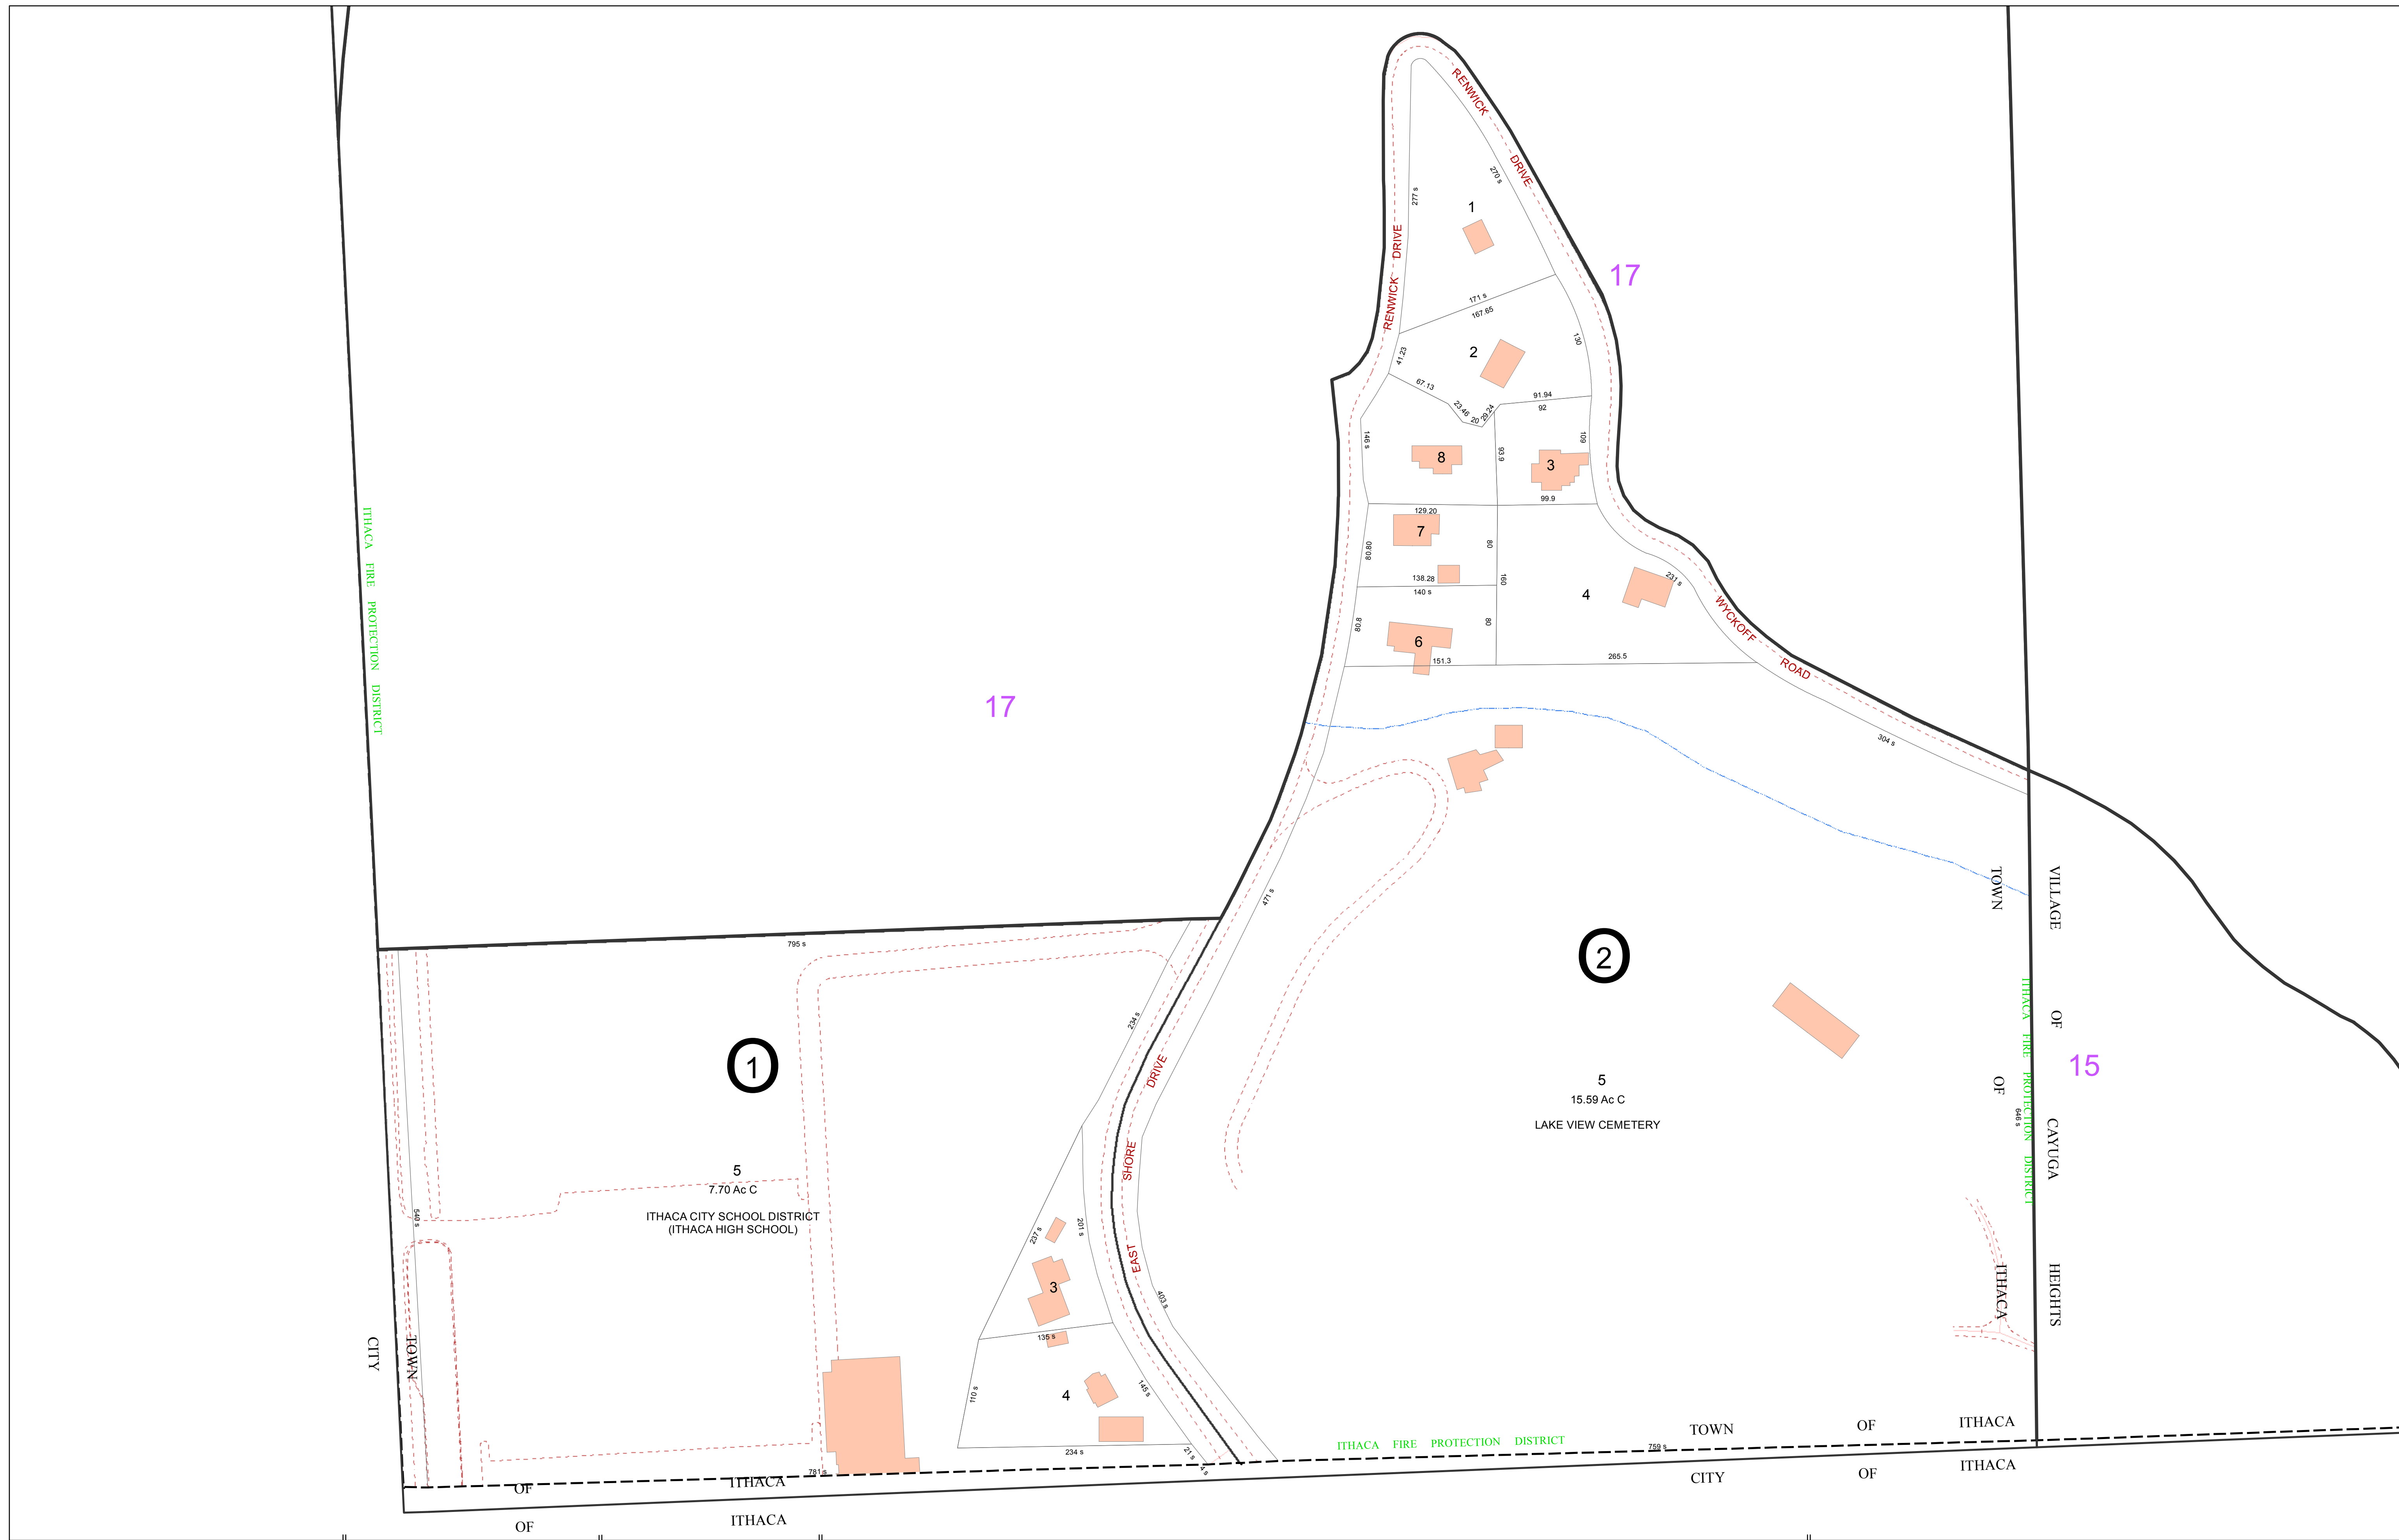 RENWICK DRIVE
277 s
270 s
1
RENWICK DRIVE
17
171 s
167.65
41.23
2
130
67.13
23.46
20
29.24
91.94
92
146 s
8
93.9
3
109
99.9
129.20
7
80
80.80
138.28
140 s
160
4
231 s
WYCKOFF ROAD
80.8
6
80
151.3
265.5
304 s
ITHACA FIRE PROTECTION DISTRICT
17
795 s
471 s
2
5
15.59 Ac C
LAKE VIEW CEMETERY
TOWN OF ITHACA
VILLAGE OF CAYUGA HEIGHTS
ITHACA FIRE PROTECTION DISTRICT
646 s
15
1
234 s
EAST SHORE DRIVE
5
7.70 Ac C
ITHACA CITY SCHOOL DISTRICT
(ITHACA HIGH SCHOOL)
540 s
237 s
201 s
3
403 s
135 s
110 s
4
145 s
234 s
21 s
4 s
CITY
TOWN
781 s
OF ITHACA
OF ITHACA
ITHACA FIRE PROTECTION DISTRICT
759 s
TOWN OF ITHACA
CITY OF ITHACA